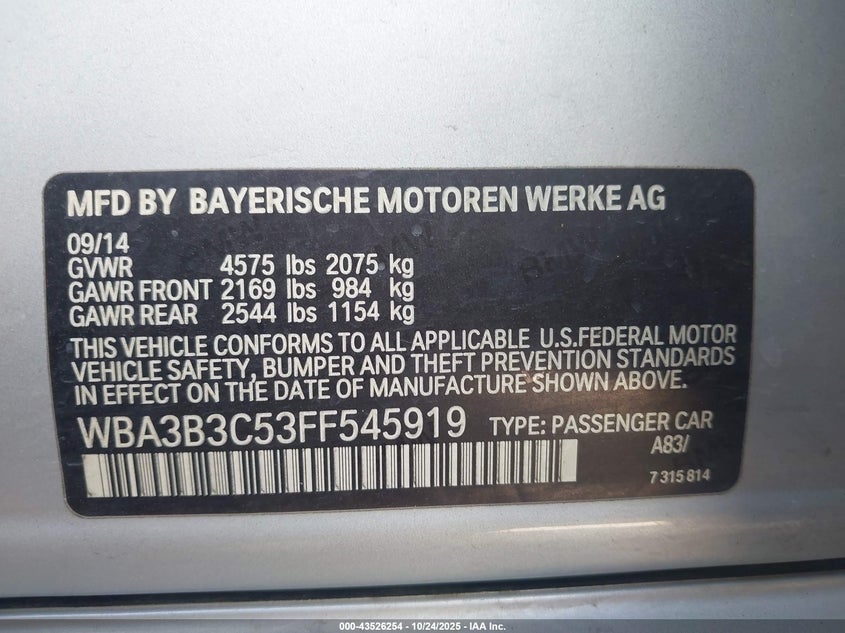 MFD BY BAYERISCHE MOTOREN WERKE AG
09/14
GVWR 4575 lbs 2075 kg
GAWR FRONT 2169 lbs 984 kg
GAWR REAR 2544 lbs 1154 kg
THIS VEHICLE CONFORMS TO ALL APPLICABLE U.S.FEDERAL MOTOR
VEHICLE SAFETY, BUMPER AND THEFT PREVENTION STANDARDS
IN EFFECT ON THE DATE OF MANUFACTURE SHOWN ABOVE.
WBA3B3C53FF545919 TYPE: PASSENGER CAR
A83/
7 315 814
000-43526254 - 10/24/2025 - IAA Inc.